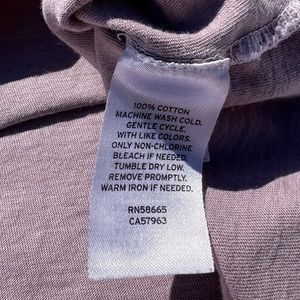 100% COTTON
MACHINE WASH COLD.
GENTLE CYCLE.
WITH LIKE COLORS.
ONLY NON-CHLORINE
BLEACH IF NEEDED.
TUMBLE DRY LOW.
REMOVE PROMPTLY.
WARM IRON IF NEEDED.
RN58665
CA57963